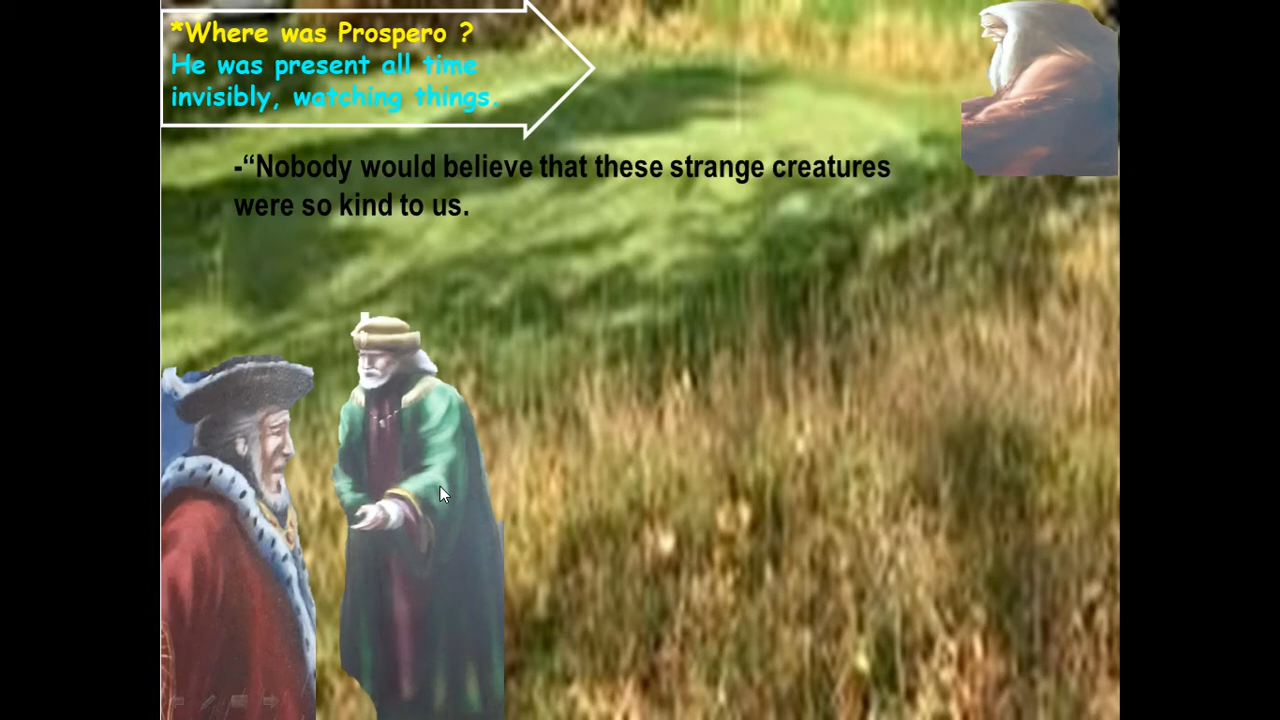 *Where was Prospero ?
He was present all time
invisibly, watching things.
-“Nobody would believe that these strange creatures
were so kind to us.